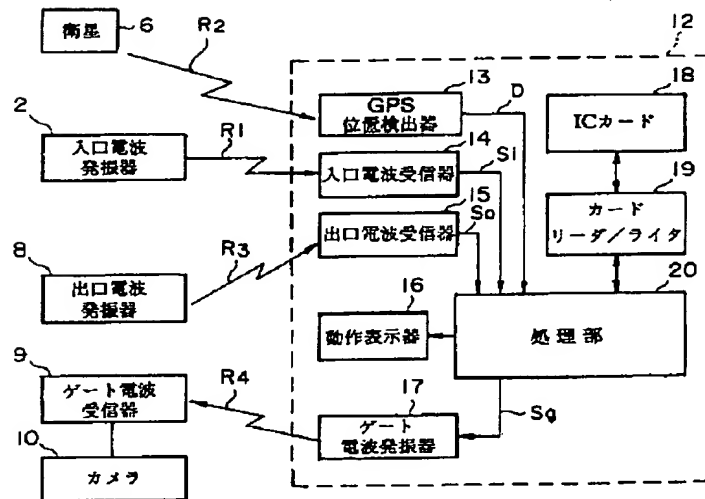 衛星
6
R2
12
13
GPS
位置検出器
D
18
ICカード
2
入口電波
発振器
R1
14
入口電波受信器
Si
19
カード
リーダ/ライタ
15
出口電波受信器
So
8
出口電波
発振器
R3
16
動作表示器
20
処理部
9
ゲート電波
受信器
R4
17
ゲート
電波発振器
Sg
10
カメラ